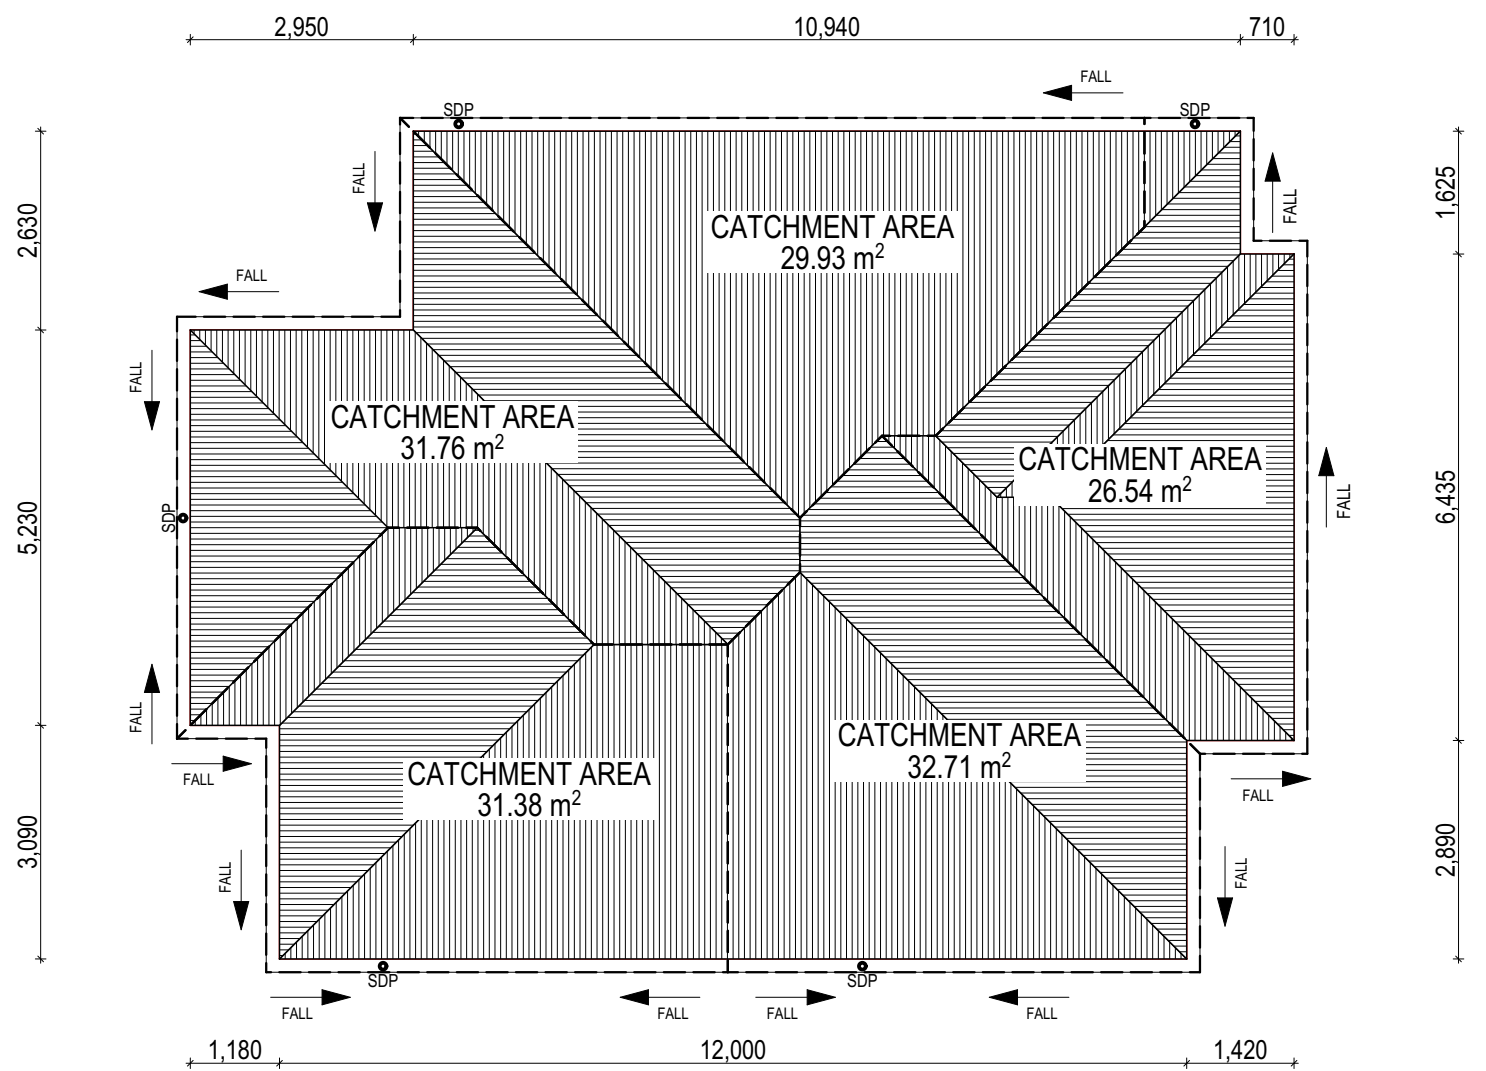 2,950
10,940
710
FALL
SDP
SDP
2,630
FALL
FALL
1,625
CATCHMENT AREA
29.93 m²
FALL
FALL
CATCHMENT AREA
31.76 m²
CATCHMENT AREA
26.54 m²
FALL
6,435
5,230
SDP
FALL
CATCHMENT AREA
32.71 m²
FALL
CATCHMENT AREA
31.38 m²
FALL
3,090
FALL
FALL
2,890
SDP
SDP
FALL
FALL
FALL
FALL
1,180
12,000
1,420